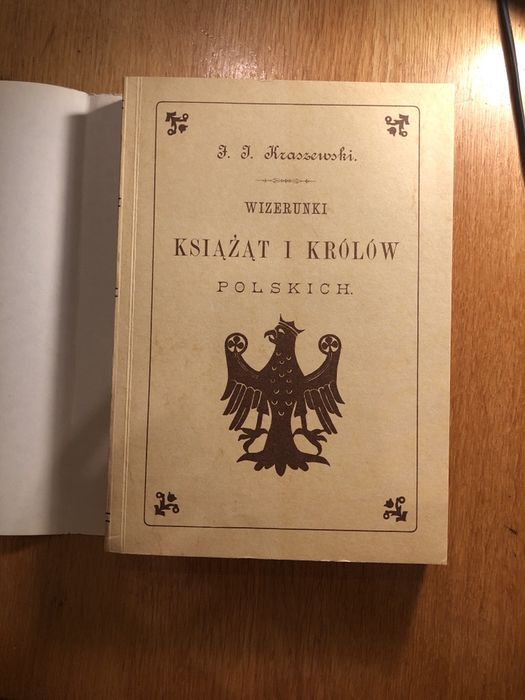 J. I. Kraszewski.
WIZERUNKI
KSIĄŻĄT I KRÓLÓW
POLSKICH.